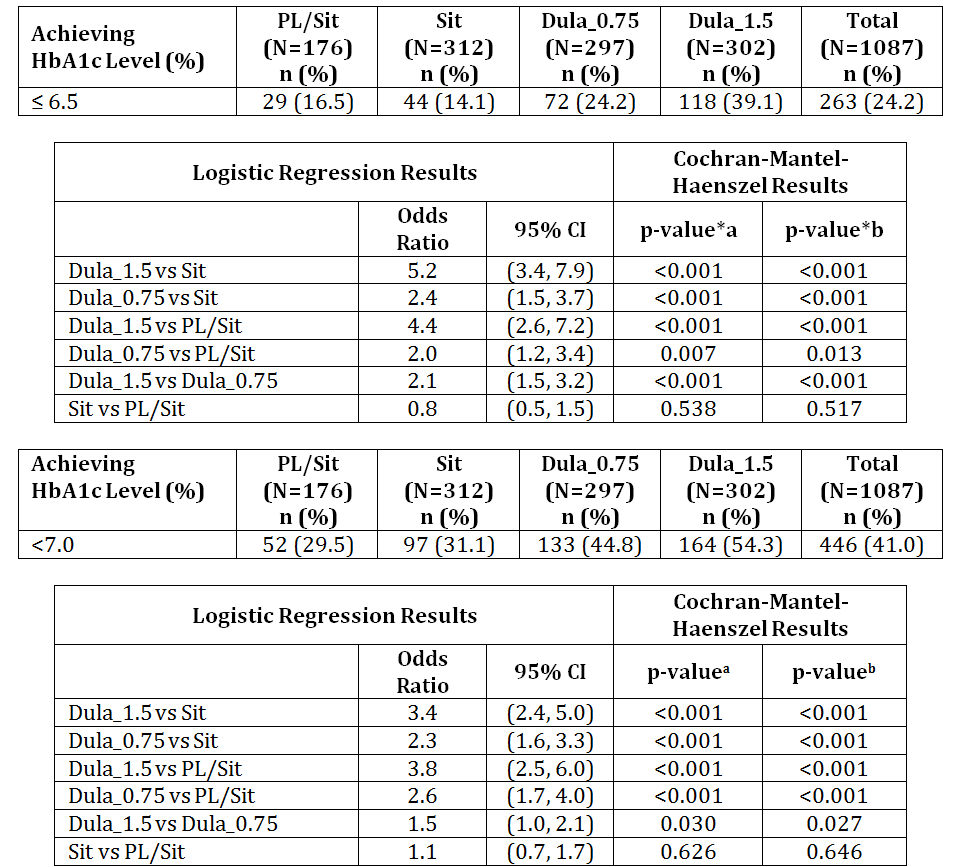 Achieving HbA1c Level (%) | PL/Sit (N=176) n (%) | Sit (N=312) n (%) | Dula_0.75 (N=297) n (%) | Dula_1.5 (N=302) n (%) | Total (N=1087) n (%)
≤ 6.5 | 29 (16.5) | 44 (14.1) | 72 (24.2) | 118 (39.1) | 263 (24.2)
Logistic Regression Results | Cochran-Mantel-Haenszel Results
Odds Ratio | 95% CI | p-value*a | p-value*b
Dula_1.5 vs Sit | 5.2 | (3.4, 7.9) | <0.001 | <0.001
Dula_0.75 vs Sit | 2.4 | (1.5, 3.7) | <0.001 | <0.001
Dula_1.5 vs PL/Sit | 4.4 | (2.6, 7.2) | <0.001 | <0.001
Dula_0.75 vs PL/Sit | 2.0 | (1.2, 3.4) | 0.007 | 0.013
Dula_1.5 vs Dula_0.75 | 2.1 | (1.5, 3.2) | <0.001 | <0.001
Sit vs PL/Sit | 0.8 | (0.5, 1.5) | 0.538 | 0.517
Achieving HbA1c Level (%) | PL/Sit (N=176) n (%) | Sit (N=312) n (%) | Dula_0.75 (N=297) n (%) | Dula_1.5 (N=302) n (%) | Total (N=1087) n (%)
<7.0 | 52 (29.5) | 97 (31.1) | 133 (44.8) | 164 (54.3) | 446 (41.0)
Logistic Regression Results | Cochran-Mantel-Haenszel Results
Odds Ratio | 95% CI | p-valueᵃ | p-valueᵇ
Dula_1.5 vs Sit | 3.4 | (2.4, 5.0) | <0.001 | <0.001
Dula_0.75 vs Sit | 2.3 | (1.6, 3.3) | <0.001 | <0.001
Dula_1.5 vs PL/Sit | 3.8 | (2.5, 6.0) | <0.001 | <0.001
Dula_0.75 vs PL/Sit | 2.6 | (1.7, 4.0) | <0.001 | <0.001
Dula_1.5 vs Dula_0.75 | 1.5 | (1.0, 2.1) | 0.030 | 0.027
Sit vs PL/Sit | 1.1 | (0.7, 1.7) | 0.626 | 0.646